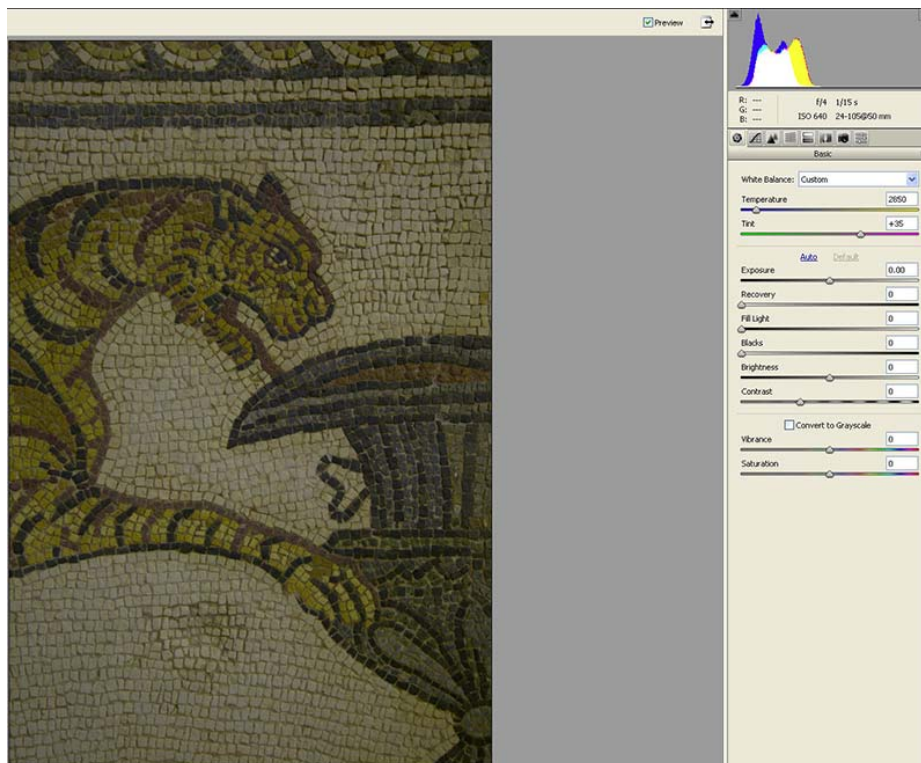 Preview
R: ---
G: ---
B: ---
f/4 1/15 s
ISO 640 24-105@50 mm
Basic
White Balance: Custom
Temperature 2850
Tint +35
Auto Default
Exposure 0.00
Recovery 0
Fill Light 0
Blacks 0
Brightness 0
Contrast 0
Convert to Grayscale
Vibrance 0
Saturation 0